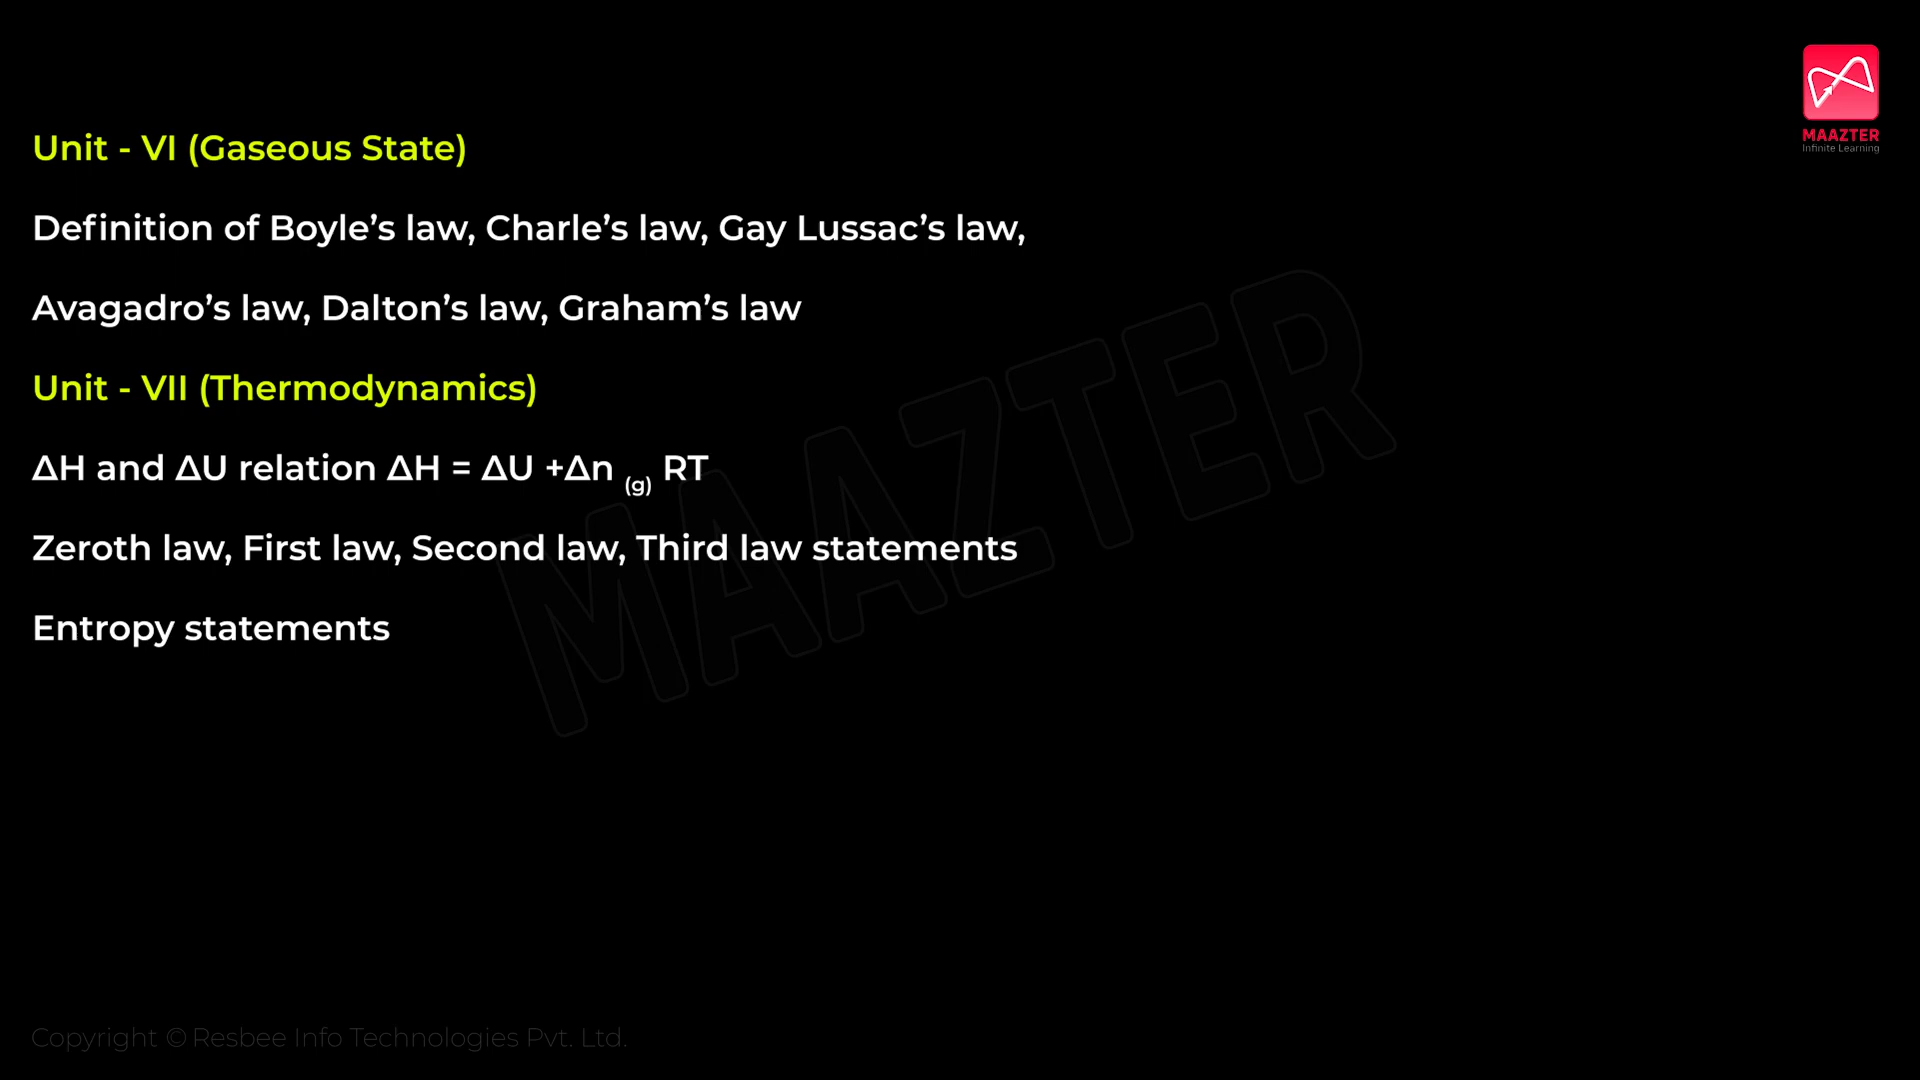 MAAZTER
Infinite Learning
Unit - VI (Gaseous State)
Definition of Boyle’s law, Charle’s law, Gay Lussac’s law,
Avagadro’s law, Dalton’s law, Graham’s law
Unit - VII (Thermodynamics)
ΔH and ΔU relation ΔH = ΔU +Δn (g) RT
Zeroth law, First law, Second law, Third law statements
Entropy statements
MAAZTER
Copyright © Resbee Info Technologies Pvt. Ltd.